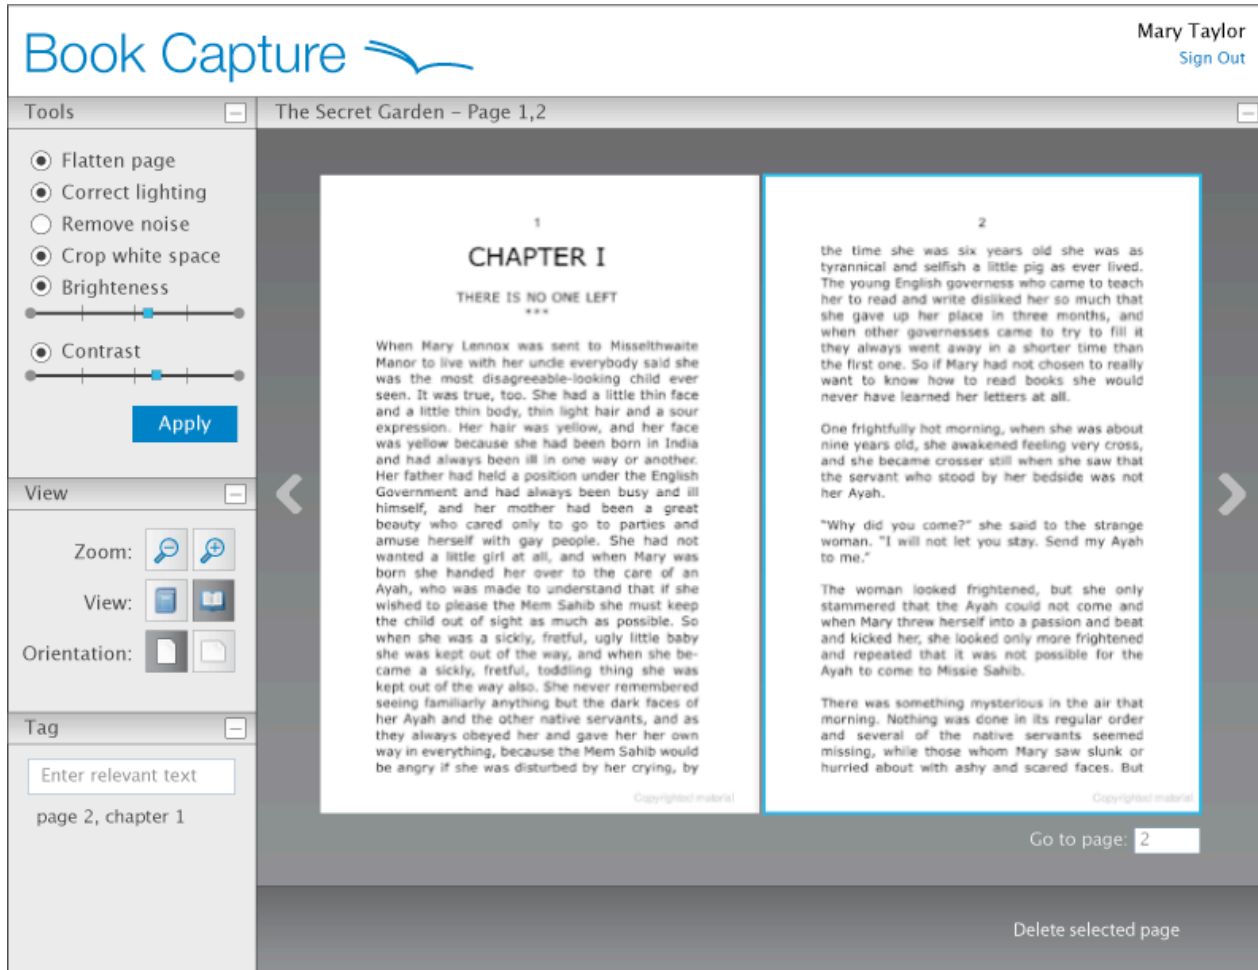 Book Capture
Mary Taylor
Sign Out
Tools
Flatten page
Correct lighting
Remove noise
Crop white space
Brighteness
Contrast
Apply
View
Zoom:
View:
Orientation:
Tag
Enter relevant text
page 2, chapter 1
The Secret Garden – Page 1,2
1
CHAPTER I
THERE IS NO ONE LEFT
***
When Mary Lennox was sent to Misselthwaite
Manor to live with her uncle everybody said she
was the most disagreeable-looking child ever
seen. It was true, too. She had a little thin face
and a little thin body, thin light hair and a sour
expression. Her hair was yellow, and her face
was yellow because she had been born in India
and had always been ill in one way or another.
Her father had held a position under the English
Government and had always been busy and ill
himself, and her mother had been a great
beauty who cared only to go to parties and
amuse herself with gay people. She had not
wanted a little girl at all, and when Mary was
born she handed her over to the care of an
Ayah, who was made to understand that if she
wished to please the Mem Sahib she must keep
the child out of sight as much as possible. So
when she was a sickly, fretful, ugly little baby
she was kept out of the way, and when she be-
came a sickly, fretful, toddling thing she was
kept out of the way also. She never remembered
seeing familiarly anything but the dark faces of
her Ayah and the other native servants, and as
they always obeyed her and gave her her own
way in everything, because the Mem Sahib would
be angry if she was disturbed by her crying, by
Copyrighted material
2
the time she was six years old she was as
tyrannical and selfish a little pig as ever lived.
The young English governess who came to teach
her to read and write disliked her so much that
she gave up her place in three months, and
when other governesses came to try to fill it
they always went away in a shorter time than
the first one. So if Mary had not chosen to really
want to know how to read books she would
never have learned her letters at all.
One frightfully hot morning, when she was about
nine years old, she awakened feeling very cross,
and she became crosser still when she saw that
the servant who stood by her bedside was not
her Ayah.
"Why did you come?" she said to the strange
woman. "I will not let you stay. Send my Ayah
to me."
The woman looked frightened, but she only
stammered that the Ayah could not come and
when Mary threw herself into a passion and beat
and kicked her, she looked only more frightened
and repeated that it was not possible for the
Ayah to come to Missie Sahib.
There was something mysterious in the air that
morning. Nothing was done in its regular order
and several of the native servants seemed
missing, while those whom Mary saw slunk or
hurried about with ashy and scared faces. But
Copyrighted material
Go to page: 2
Delete selected page